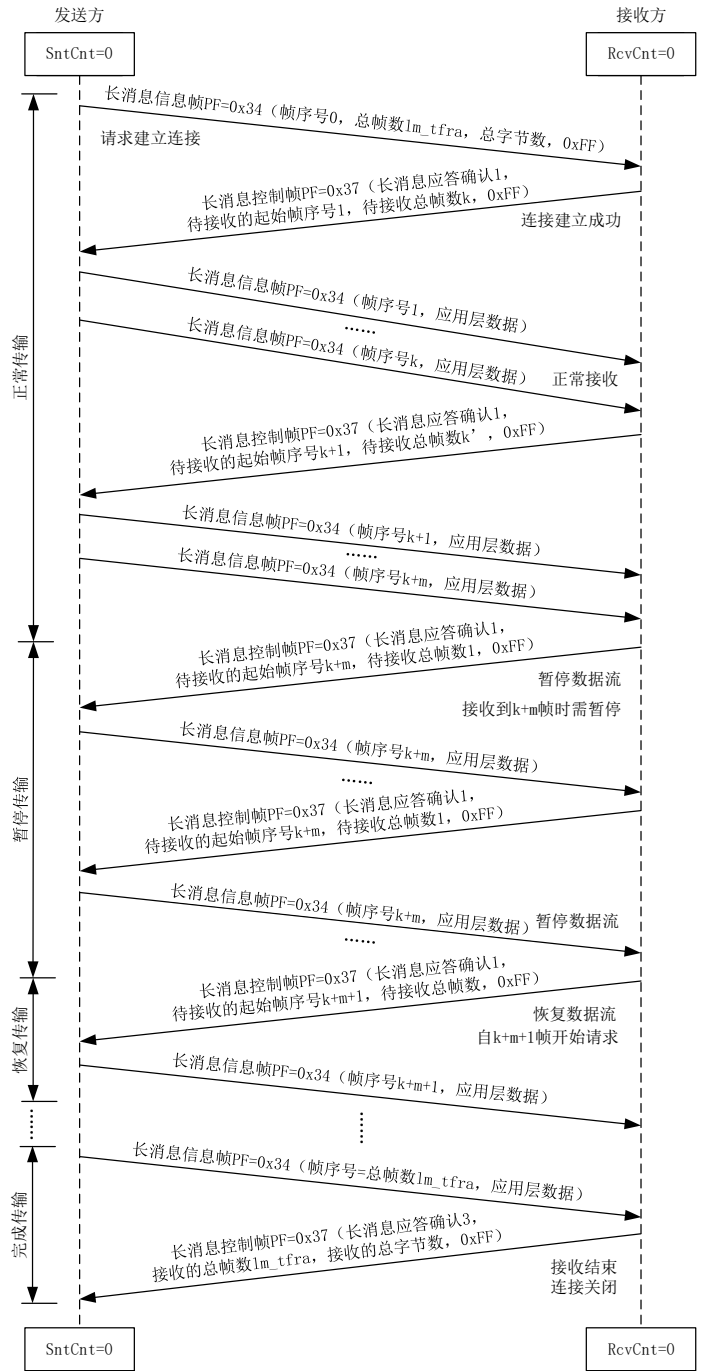 发送方
接收方
SntCnt=0
RcvCnt=0
长消息信息帧PF=0x34（帧序号0，总帧数lm_tfra，总字节数，0xFF）
请求建立连接
长消息控制帧PF=0x37（长消息应答确认1，
待接收的起始帧序号1，待接收总帧数k，0xFF）
连接建立成功
长消息信息帧PF=0x34（帧序号1，应用层数据）
……
长消息信息帧PF=0x34（帧序号k，应用层数据）
正常接收
正常传输
长消息控制帧PF=0x37（长消息应答确认1，
待接收的起始帧序号k+1，待接收总帧数k’，0xFF）
长消息信息帧PF=0x34（帧序号k+1，应用层数据）
……
长消息信息帧PF=0x34（帧序号k+m，应用层数据）
长消息控制帧PF=0x37（长消息应答确认1，
待接收的起始帧序号k+m，待接收总帧数1，0xFF）
暂停数据流
接收到k+m帧时需暂停
长消息信息帧PF=0x34（帧序号k+m，应用层数据）
……
暂停传输
长消息控制帧PF=0x37（长消息应答确认1，
待接收的起始帧序号k+m，待接收总帧数1，0xFF）
长消息信息帧PF=0x34（帧序号k+m，应用层数据）
暂停数据流
……
长消息控制帧PF=0x37（长消息应答确认1，
待接收的起始帧序号k+m+1，待接收总帧数，0xFF）
恢复数据流
自k+m+1帧开始请求
恢复传输
长消息信息帧PF=0x34（帧序号k+m+1，应用层数据）
……
……
长消息信息帧PF=0x34（帧序号=总帧数lm_tfra，应用层数据）
完成传输
长消息控制帧PF=0x37（长消息应答确认3，
接收的总帧数lm_tfra，接收的总字节数，0xFF）
接收结束
连接关闭
SntCnt=0
RcvCnt=0